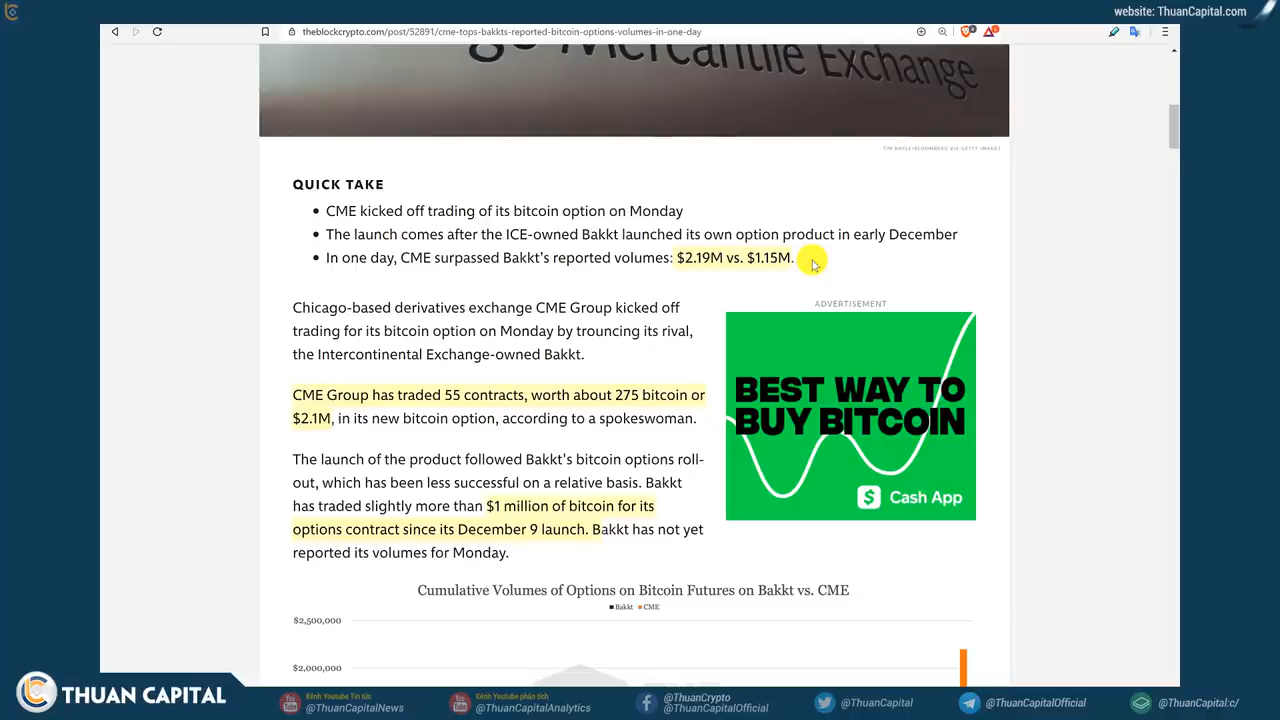 website: ThuanCapital.com
theblockcrypto.com/post/52891/cme-tops-bakkts-reported-bitcoin-options-volumes-in-one-day
go Mercantile Exchange
TIM BOYLE/BLOOMBERG VIA GETTY IMAGES
QUICK TAKE
CME kicked off trading of its bitcoin option on Monday
The launch comes after the ICE-owned Bakkt launched its own option product in early December
In one day, CME surpassed Bakkt's reported volumes: $2.19M vs. $1.15M.
Chicago-based derivatives exchange CME Group kicked off
trading for its bitcoin option on Monday by trouncing its rival,
the Intercontinental Exchange-owned Bakkt.
CME Group has traded 55 contracts, worth about 275 bitcoin or
$2.1M, in its new bitcoin option, according to a spokeswoman.
The launch of the product followed Bakkt's bitcoin options roll-
out, which has been less successful on a relative basis. Bakkt
has traded slightly more than $1 million of bitcoin for its
options contract since its December 9 launch. Bakkt has not yet
reported its volumes for Monday.
ADVERTISEMENT
BEST WAY TO
BUY BITCOIN
Cash App
Cumulative Volumes of Options on Bitcoin Futures on Bakkt vs. CME
Bakkt CME
$2,500,000
$2,000,000
THUAN CAPITAL
Kênh Youtube Tin tức
@ThuanCapitalNews
Kênh Youtube phân tích
@ThuanCapitalAnalytics
@ThuanCrypto
@ThuanCapitalOfficial
@ThuanCapital
@ThuanCapitalOfficial
@ThuanCapital:c/